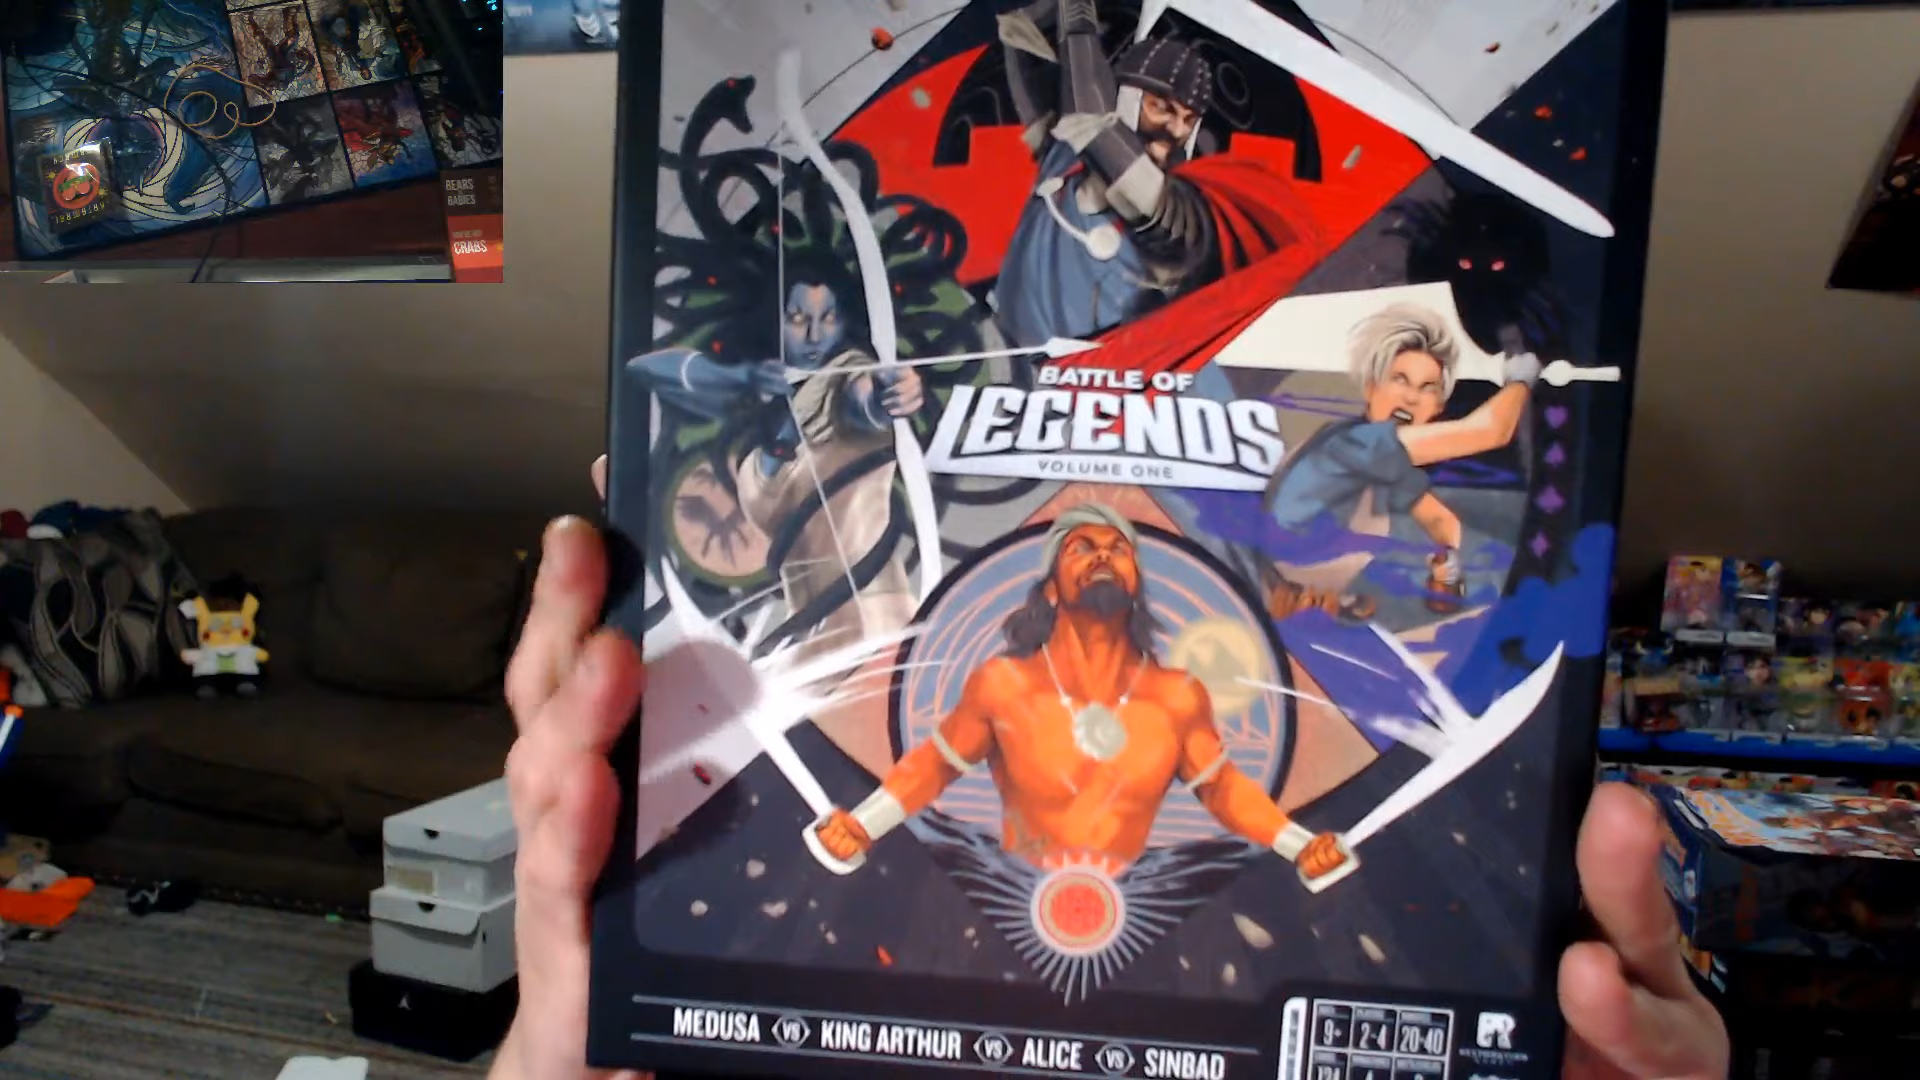 BEARS
BABIES
CRABS
BATTLE OF
LEGENDS
VOLUME ONE
MEDUSA VS KING ARTHUR VS ALICE VS SINBAD
9+ 2-4 20-40